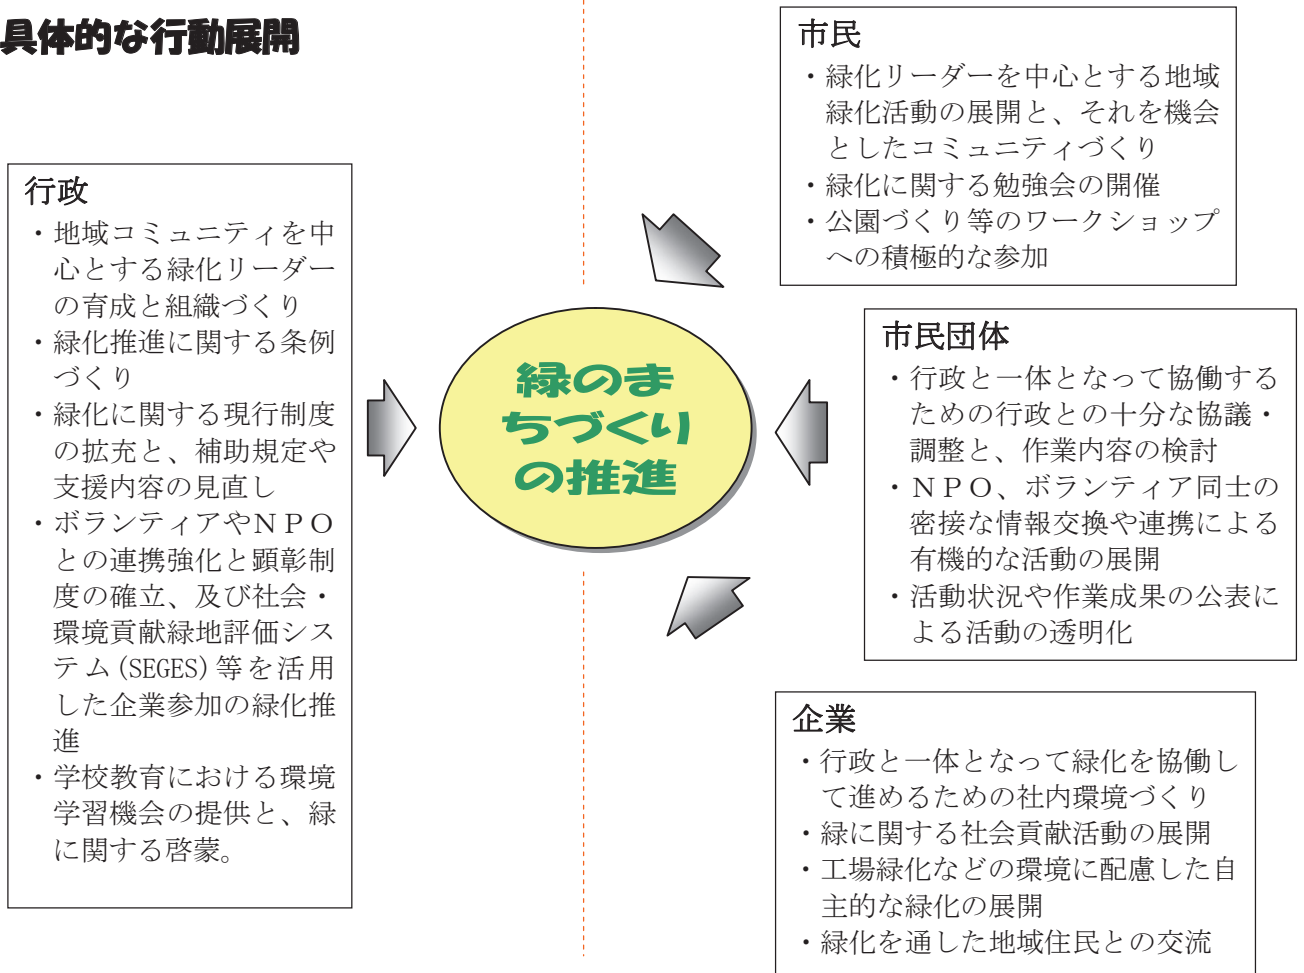 具体的な行動展開
行政
・地域コミュニティを中
心とする緑化リーダー
の育成と組織づくり
・緑化推進に関する条例
づくり
・緑化に関する現行制度
の拡充と、補助規定や
支援内容の見直し
・ボランティアやＮＰＯ
との連携強化と顕彰制
度の確立、及び社会・
環境貢献緑地評価シス
テム(SEGES)等を活用
した企業参加の緑化推
進
・学校教育における環境
学習機会の提供と、緑
に関する啓蒙。
緑のま
ちづくり
の推進
市民
・緑化リーダーを中心とする地域
緑化活動の展開と、それを機会
としたコミュニティづくり
・緑化に関する勉強会の開催
・公園づくり等のワークショップ
への積極的な参加
市民団体
・行政と一体となって協働する
ための行政との十分な協議・
調整と、作業内容の検討
・ＮＰＯ、ボランティア同士の
密接な情報交換や連携による
有機的な活動の展開
・活動状況や作業成果の公表に
よる活動の透明化
企業
・行政と一体となって緑化を協働し
て進めるための社内環境づくり
・緑に関する社会貢献活動の展開
・工場緑化などの環境に配慮した自
主的な緑化の展開
・緑化を通した地域住民との交流